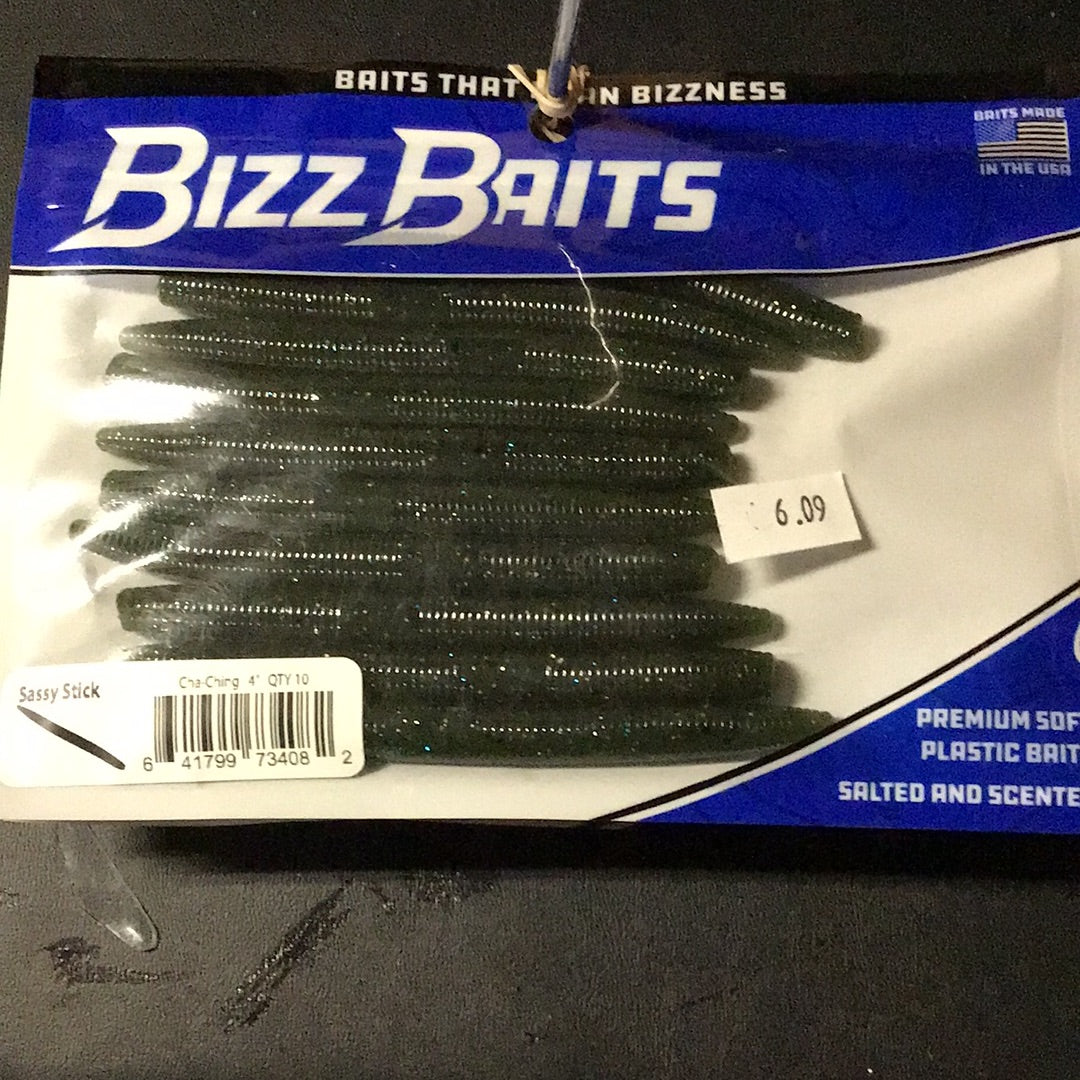 BAITS THAT AN BIZZNESS
BIZZ BAITS
BAITS MADE
IN THE USA
6.09
Sassy Stick
Cha-Ching 4" QTY 10
6 41799 73408 2
PREMIUM SOF
PLASTIC BAIT
SALTED AND SCENTE